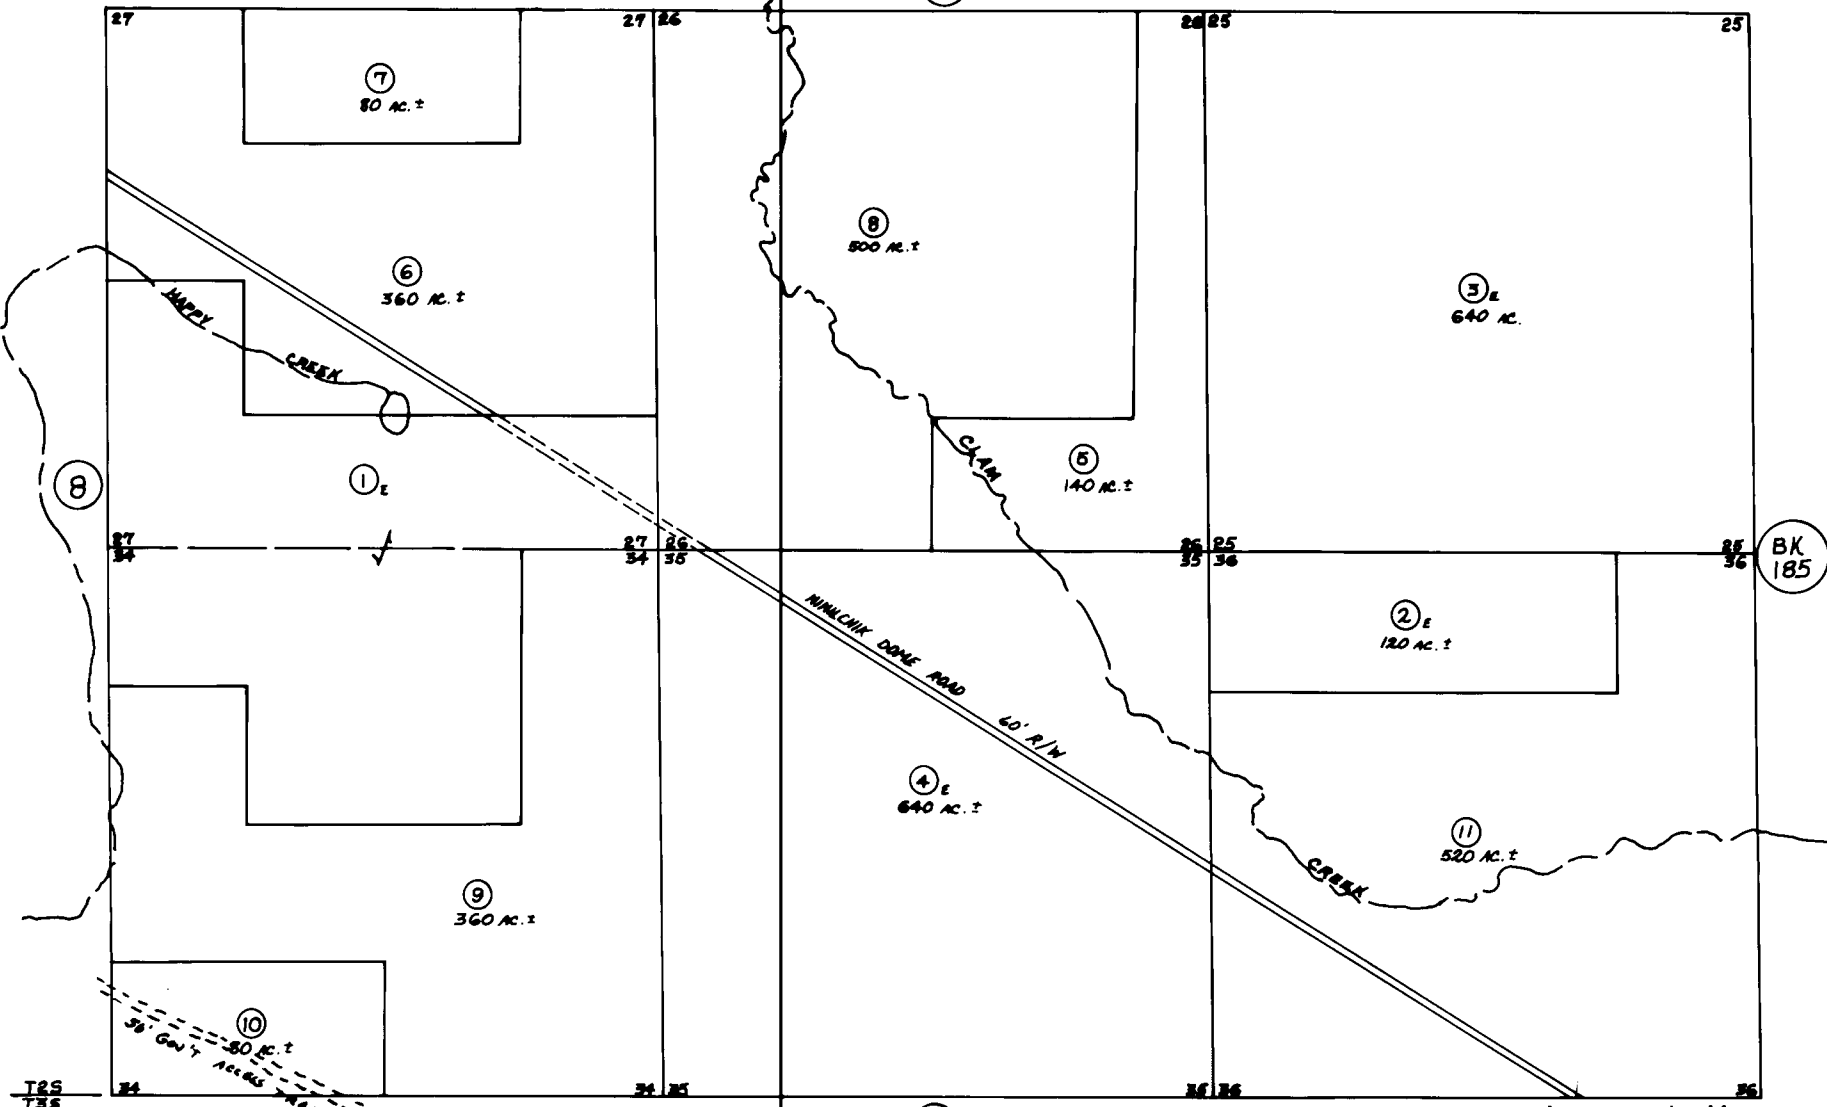 27
27 26
26 25
25
7
80 AC. ±
8
500 AC. ±
6
360 AC. ±
3 E
640 AC.
HAPPY
CREEK
CLAM
5
140 AC. ±
1 E
8
27
34
27 26
34 35
26 25
35 36
25
36
BK
185
2 E
120 AC. ±
NINILCHIK DOME ROAD 60' R/W
4 E
640 AC. ±
11
520 AC. ±
CREEK
9
360 AC. ±
10
80 AC. ±
GOV'T ACCESS
T2S
T3S
34
34 35
35 36
36